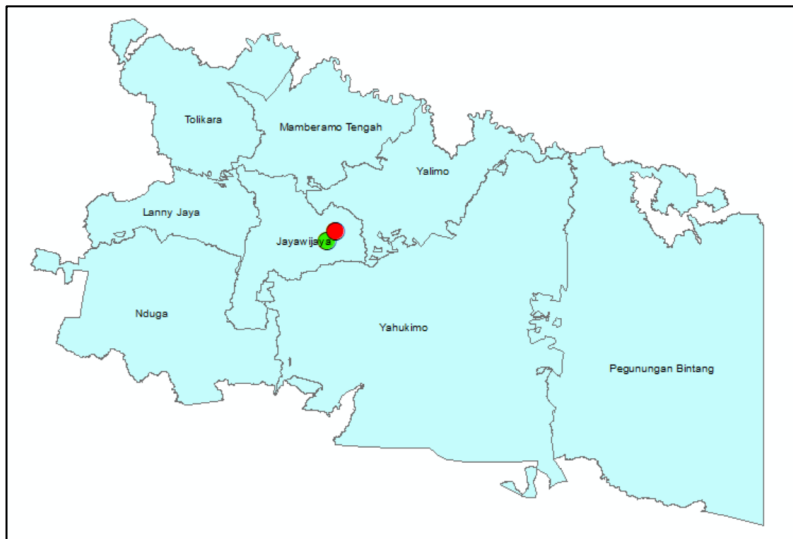 Tolikara
Mamberamo Tengah
Yalimo
Lanny Jaya
Jayawijaya
Nduga
Yahukimo
Pegunungan Bintang